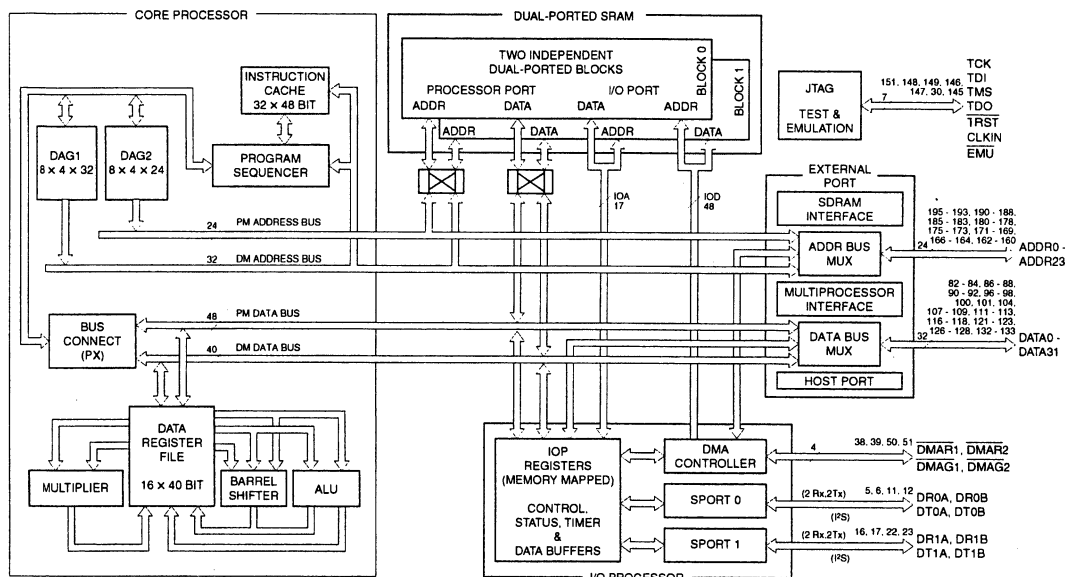 CORE PROCESSOR
INSTRUCTION
CACHE
32 × 48 BIT
DAG1
8 × 4 × 32
DAG2
8 × 4 × 24
PROGRAM
SEQUENCER
24 PM ADDRESS BUS
32 DM ADDRESS BUS
BUS
CONNECT
(PX)
48 PM DATA BUS
40 DM DATA BUS
DATA
REGISTER
FILE
16 × 40 BIT
MULTIPLIER
BARREL
SHIFTER
ALU
DUAL-PORTED SRAM
TWO INDEPENDENT
DUAL-PORTED BLOCKS
PROCESSOR PORT I/O PORT
ADDR DATA DATA ADDR
ADDR DATA ADDR DATA
BLOCK 0
BLOCK 1
IOA
17
IOD
48
JTAG
TEST &
EMULATION
151, 148, 149, 146,
147, 30, 145
7
TCK
TDI
TMS
TDO
TRST
CLKIN
EMU
EXTERNAL
PORT
SDRAM
INTERFACE
ADDR BUS
MUX
MULTIPROCESSOR
INTERFACE
DATA BUS
MUX
HOST PORT
195 - 193, 190 - 188,
185 - 183, 180 - 178,
175 - 173, 171 - 169,
166 - 164, 162 - 160
24
ADDR0 -
ADDR23
82 - 84, 86 - 88,
90 - 92, 96 - 98,
100, 101, 104,
107 - 109, 111 - 113,
116 - 118, 121 - 123,
126 - 128, 132 - 133
32
DATA0 -
DATA31
IOP
REGISTERS
(MEMORY MAPPED)
CONTROL,
STATUS, TIMER
&
DATA BUFFERS
DMA
CONTROLLER
SPORT 0
SPORT 1
4
38, 39, 50, 51
DMAR1, DMAR2
DMAG1, DMAG2
(2 Rx,2Tx) 5, 6, 11, 12
(I²S)
DR0A, DR0B
DT0A, DT0B
(2 Rx,2Tx) 16, 17, 22, 23
(I²S)
DR1A, DR1B
DT1A, DT1B
I/O PROCESSOR